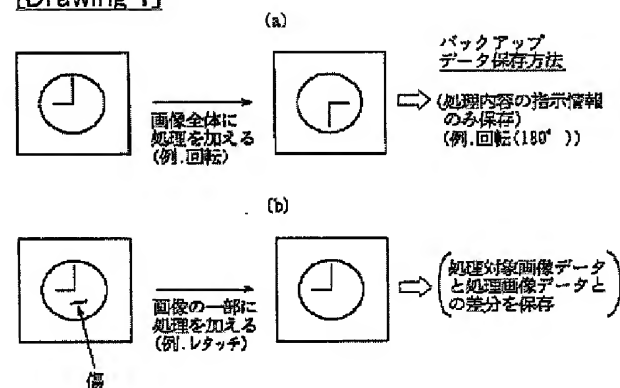 [Drawing 1]
(a)
バックアップ
データ保存方法
画像全体に
処理を加える
(例.回転)
(処理内容の指示情報
のみ保存)
(例.回転(180°))
(b)
画像の一部に
処理を加える
(例.レタッチ)
処理対象画像データ
と処理画像データと
の差分を保存
傷